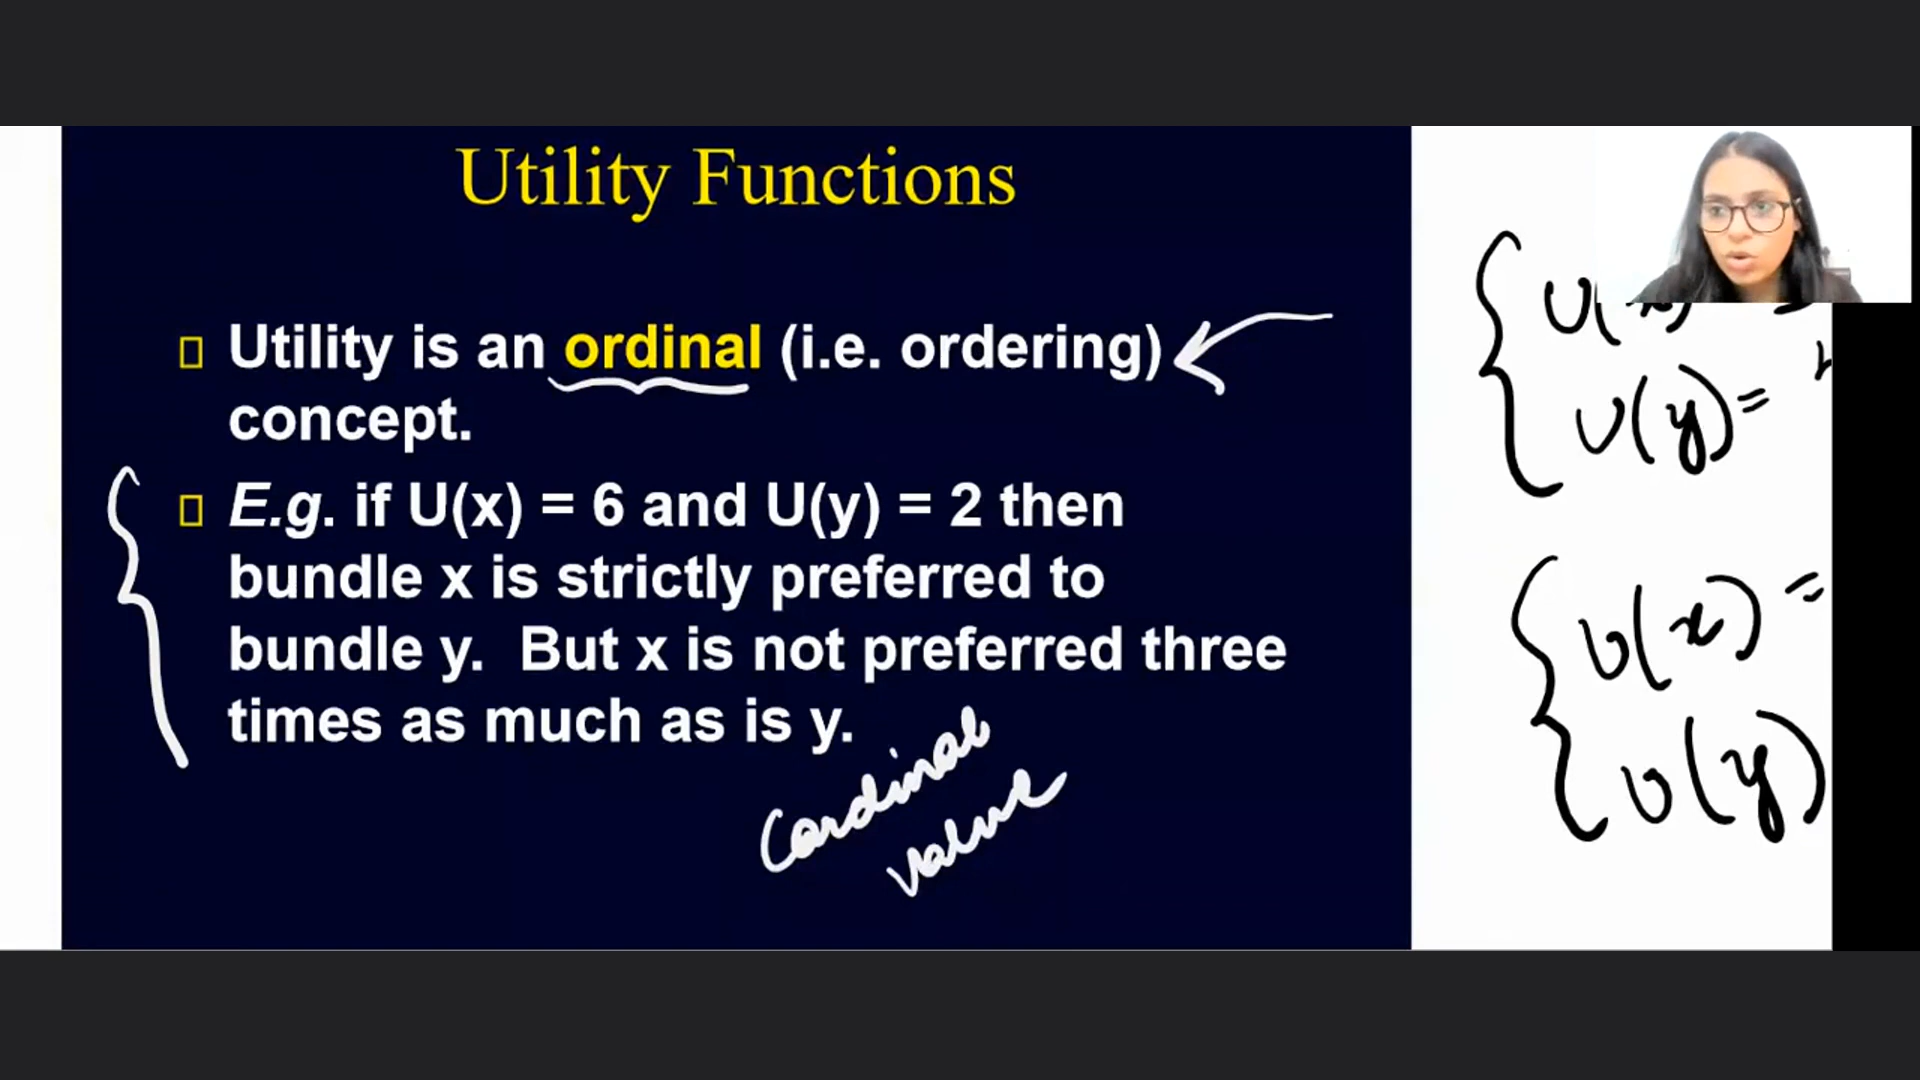 Utility Functions
Utility is an ordinal (i.e. ordering)
concept.
E.g. if U(x) = 6 and U(y) = 2 then
bundle x is strictly preferred to
bundle y. But x is not preferred three
times as much as is y.
Cardinal
value
U(x)
U(y) =
U(x) =
U(y)